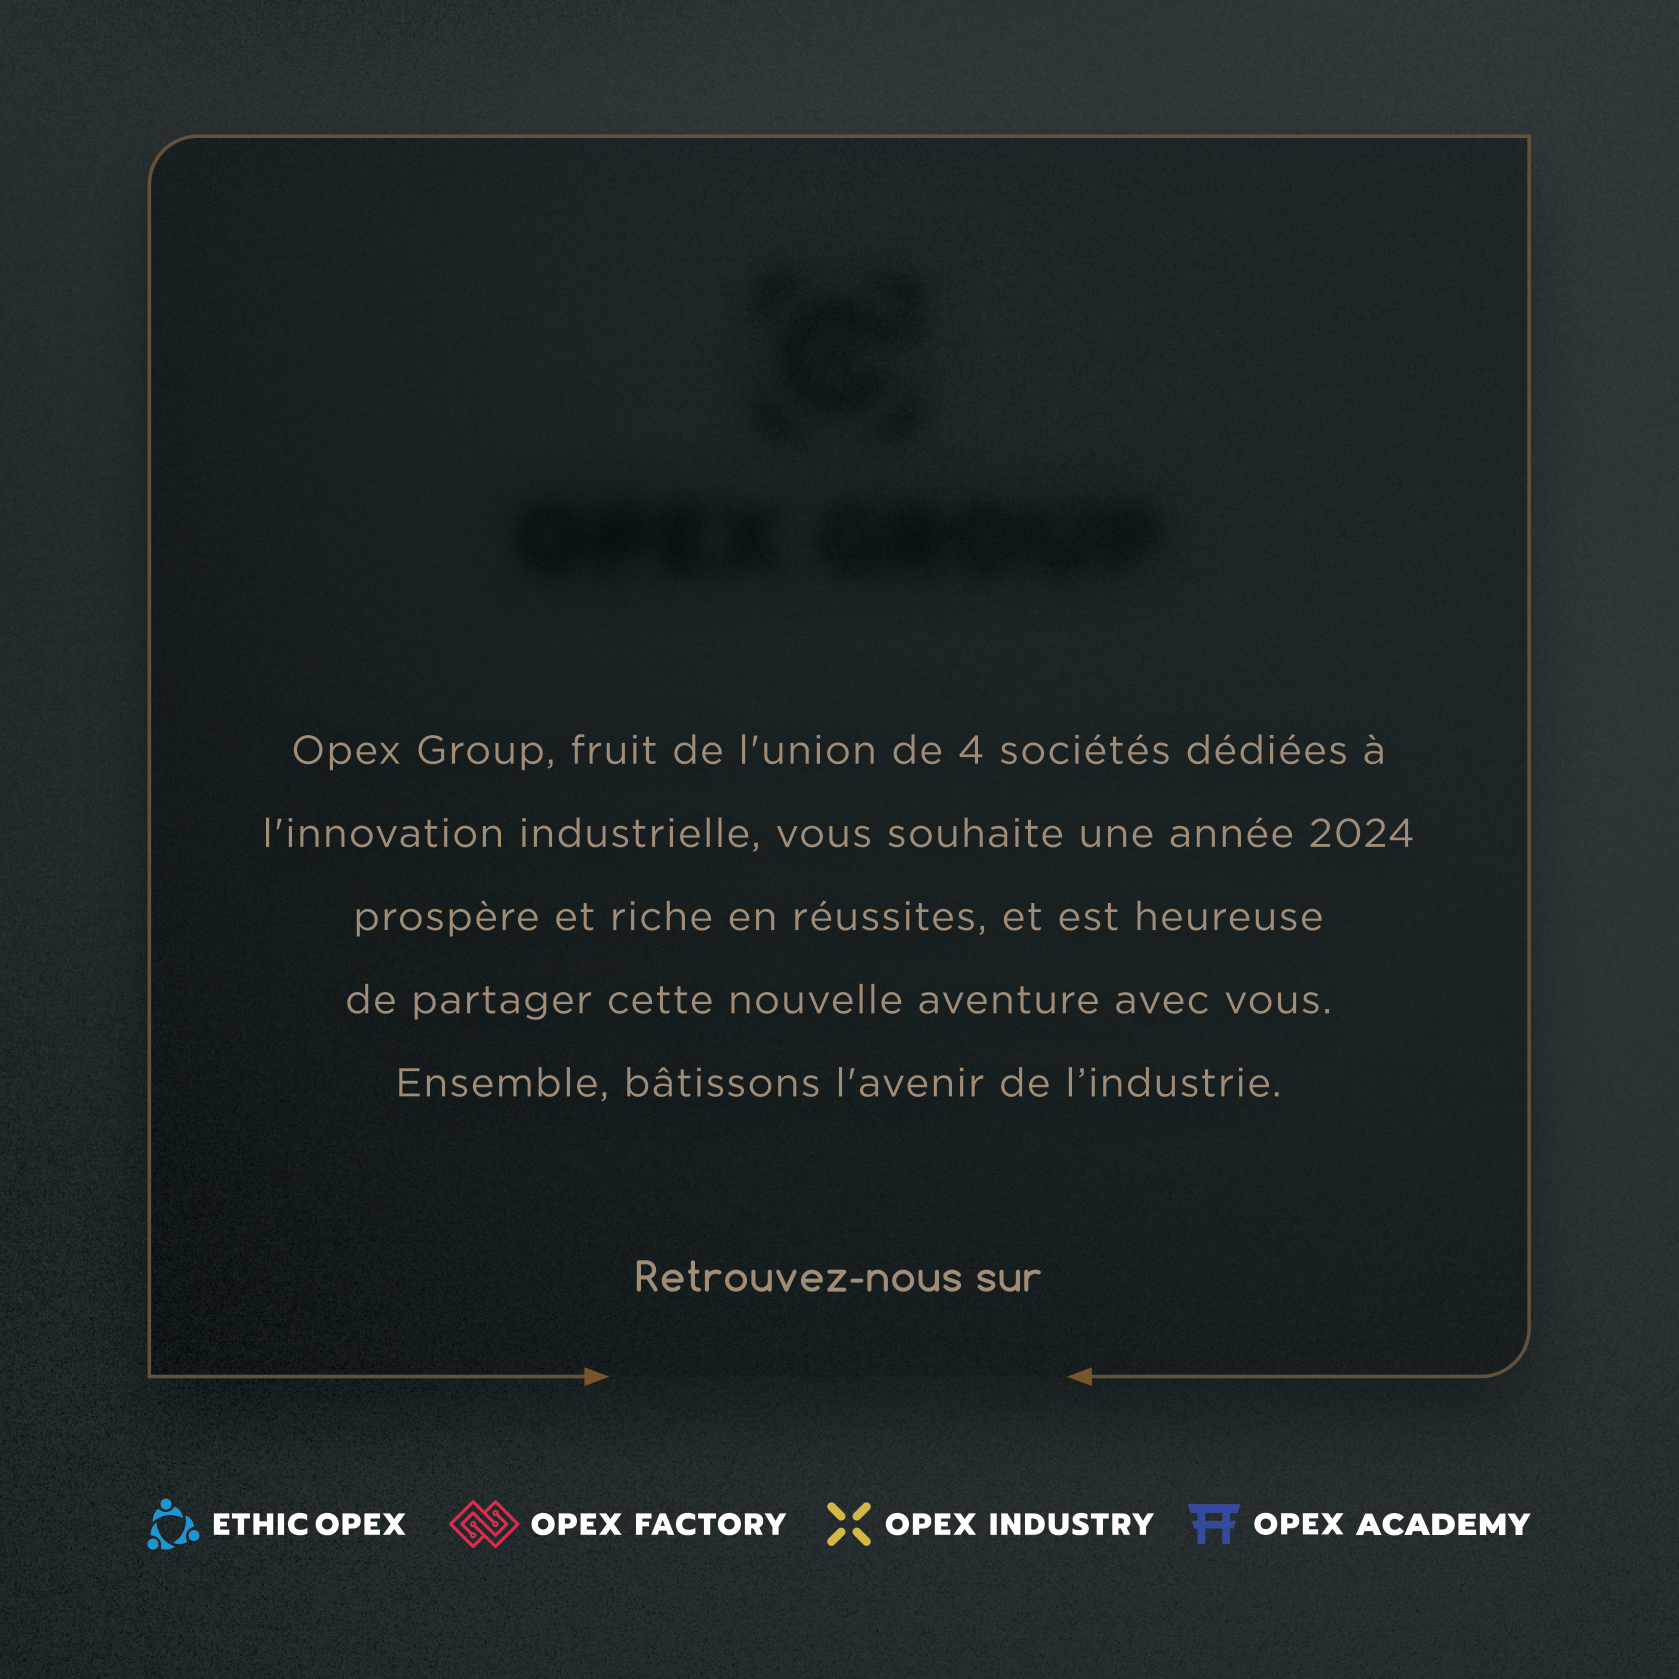 OPEX GROUP
Opex Group, fruit de l'union de 4 sociétés dédiées à
l'innovation industrielle, vous souhaite une année 2024
prospère et riche en réussites, et est heureuse
de partager cette nouvelle aventure avec vous.
Ensemble, bâtissons l'avenir de l’industrie.
Retrouvez-nous sur
ETHIC OPEX
OPEX FACTORY
OPEX INDUSTRY
OPEX ACADEMY